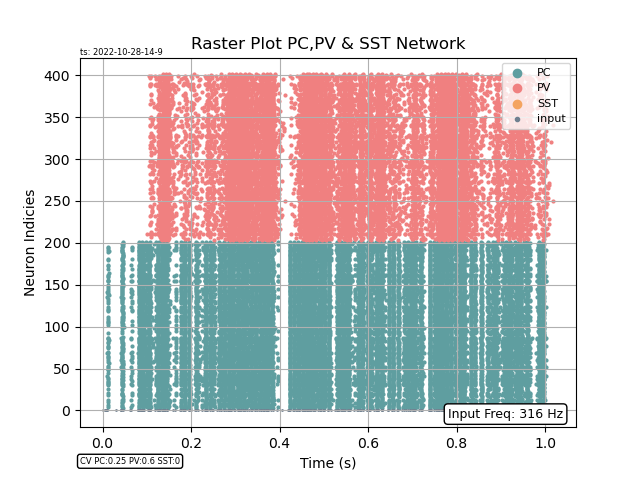 ts: 2022-10-28-14-9
Raster Plot PC,PV & SST Network
PC
PV
SST
input
Neuron Indicies
400
350
300
250
200
150
100
50
0
Input Freq: 316 Hz
0.0 0.2 0.4 0.6 0.8 1.0
Time (s)
CV PC:0.25 PV:0.6 SST:0